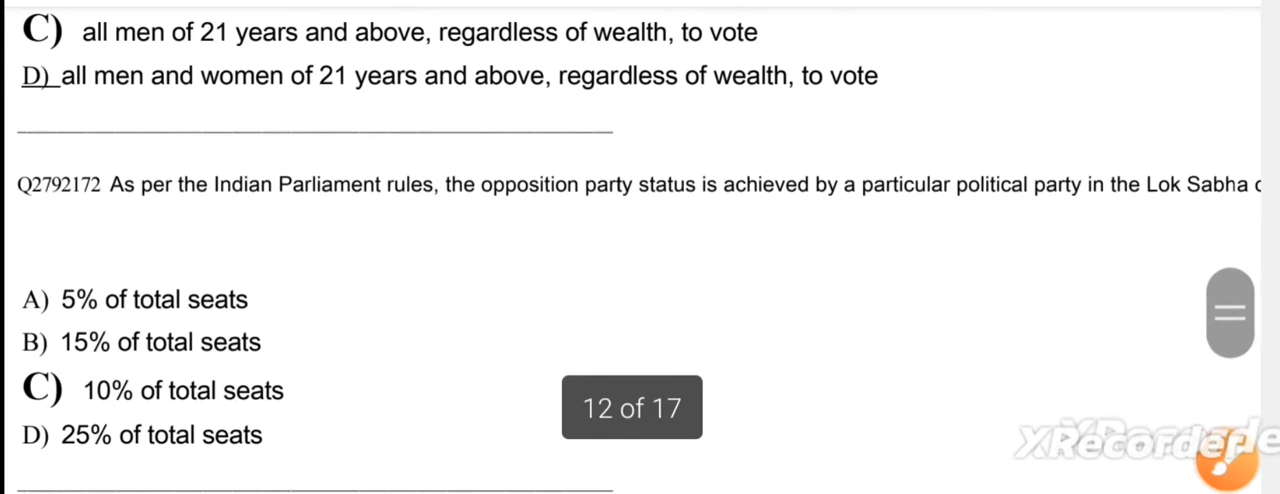 C) all men of 21 years and above, regardless of wealth, to vote
D) all men and women of 21 years and above, regardless of wealth, to vote
Q2792172 As per the Indian Parliament rules, the opposition party status is achieved by a particular political party in the Lok Sabha
A) 5% of total seats
B) 15% of total seats
C) 10% of total seats
12 of 17
D) 25% of total seats
XRecorder